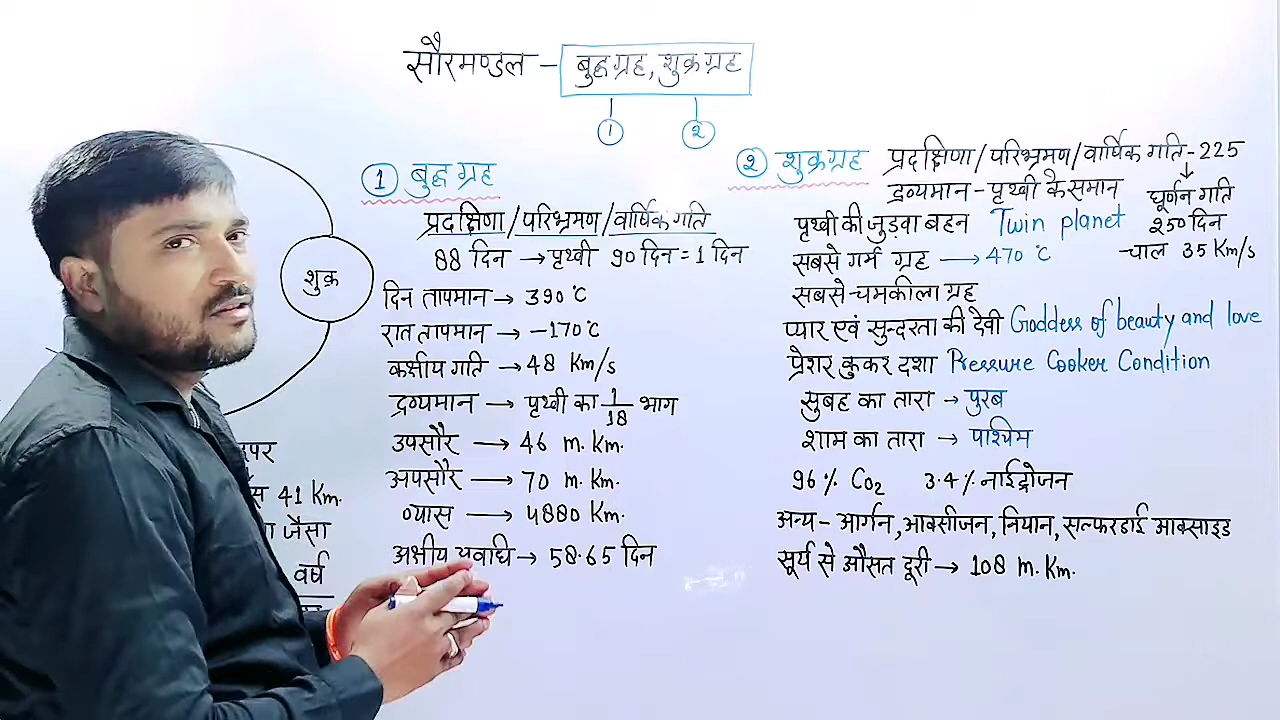 सौरमण्डल – बुद्ध ग्रह, शुक्र ग्रह
① ②
① बुद्ध ग्रह
प्रदक्षिणा/परिभ्रमण/वार्षिक गति
88 दिन → पृथ्वी 90 दिन = 1 दिन
दिन तापमान → 390°C
रात तापमान → -170°C
कक्षीय गति → 48 Km/s
द्रव्यमान → पृथ्वी का 1/18 भाग
उपसौर → 46 m. Km.
अपसौर → 70 m. Km.
व्यास → 4880 Km.
अक्षीय यवाधि → 58.65 दिन
② शुक्र ग्रह प्रदक्षिणा/परिभ्रमण/वार्षिक गति - 225
द्रव्यमान - पृथ्वी के समान ↓ घूर्णन गति
पृथ्वी की जुड़वा बहन Twin planet 250 दिन
सबसे गर्म ग्रह → 470°C चाल 35 Km/s
सबसे चमकीला ग्रह
प्यार एवं सुन्दरता की देवी Goddess of beauty and love
प्रेशर कुकर दशा Pressure Cooker Condition
सुबह का तारा → पुरब
शाम का तारा → पश्चिम
96% Co2 3.4% नाईट्रोजन
अन्य - आर्गन, आक्सीजन, नियान, सल्फरडाई आक्साइड
सूर्य से औसत दूरी → 108 m. Km.
शुक्र
41 Km.
जैसा
वर्ष